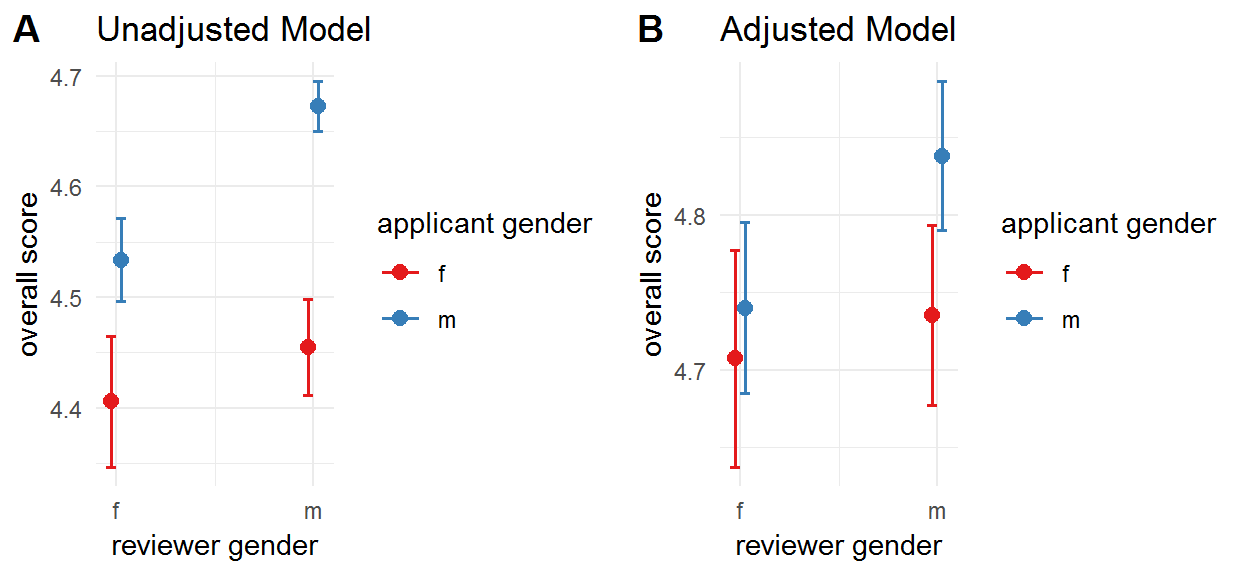 A Unadjusted Model
4.7
4.6
4.5
4.4
overall score
f
m
reviewer gender
applicant gender
f
m
B Adjusted Model
4.8
4.7
overall score
f
m
reviewer gender
applicant gender
f
m